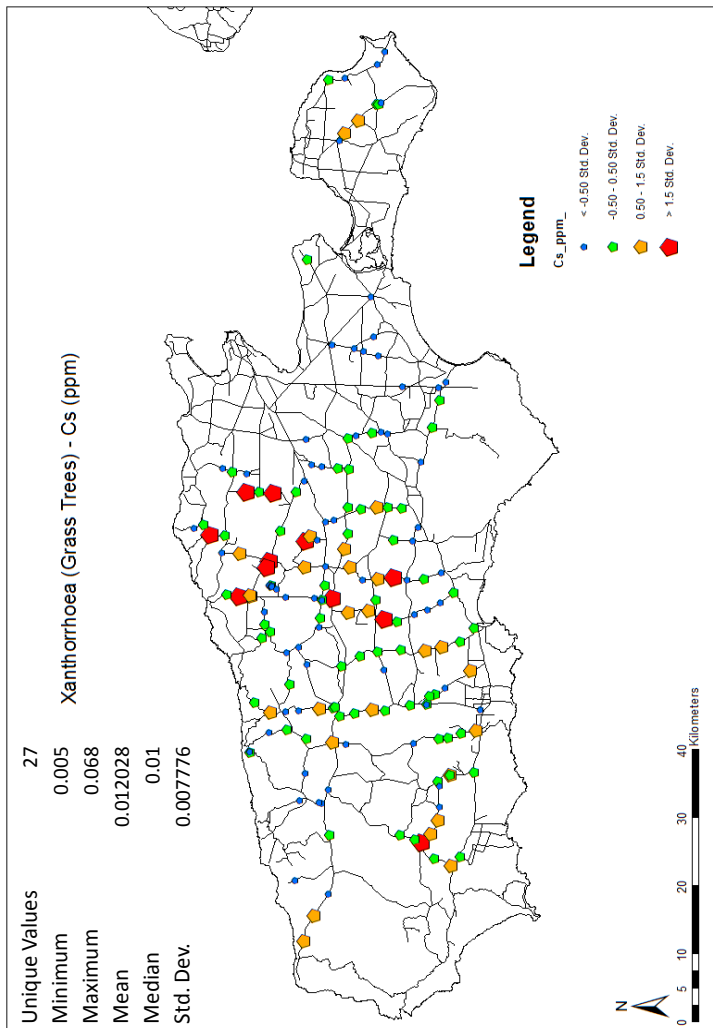 Unique Values 27
Minimum 0.005
Maximum 0.068
Mean 0.012028
Median 0.01
Std. Dev. 0.007776
Xanthorrhoea (Grass Trees) - Cs (ppm)
Legend
Cs_ppm_
< -0.50 Std. Dev.
-0.50 - 0.50 Std. Dev.
0.50 - 1.5 Std. Dev.
> 1.5 Std. Dev.
N
0 5 10 20 30 40
Kilometers